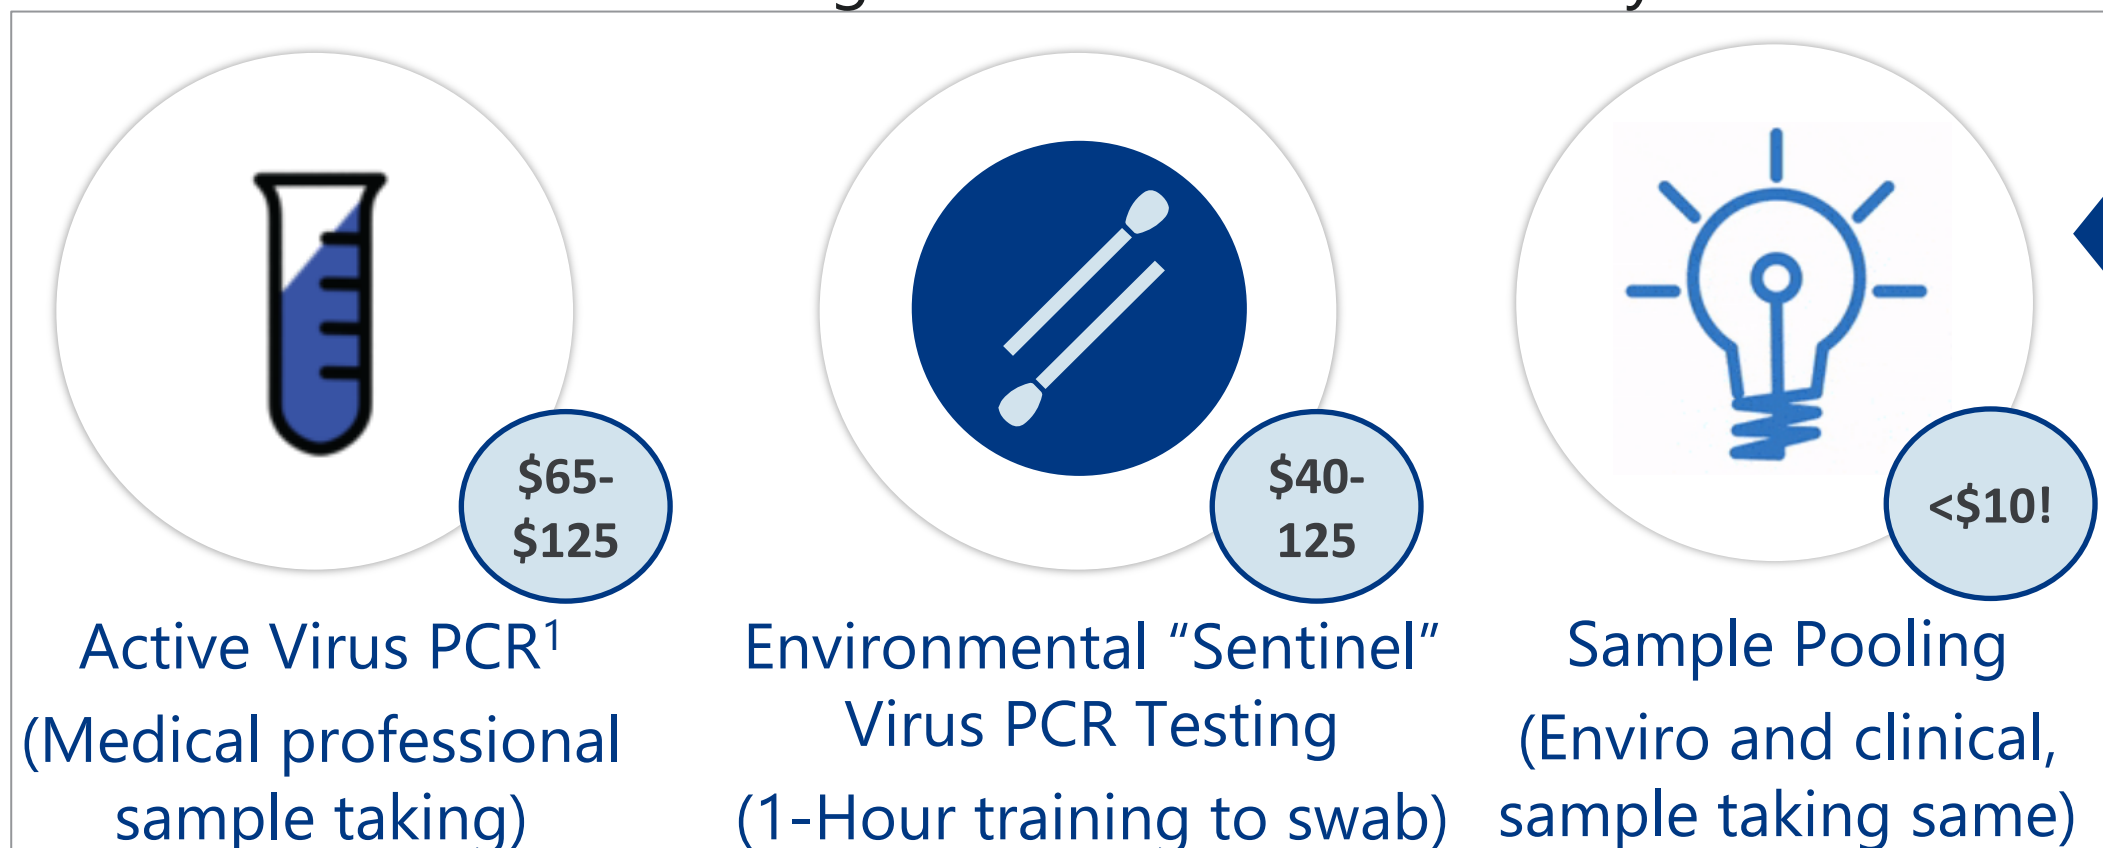 $65-
$125
Active Virus PCR¹
(Medical professional
sample taking)
$40-
125
Environmental “Sentinel”
Virus PCR Testing
(1-Hour training to swab)
<$10!
Sample Pooling
(Enviro and clinical,
sample taking same)